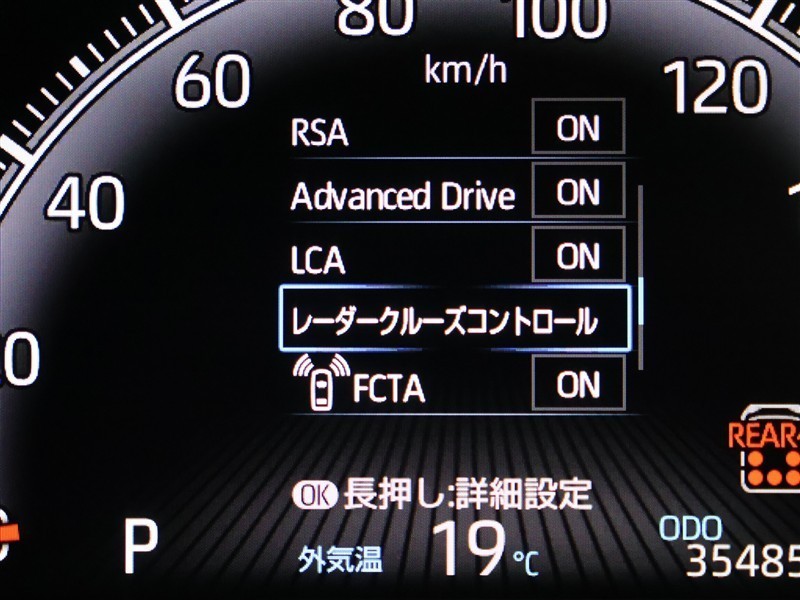 80 100
60 km/h 120
RSA ON
40 Advanced Drive ON
LCA ON
レーダークルーズコントロール
FCTA ON
REAR
OK 長押し:詳細設定
P 外気温 19℃ ODO
35485